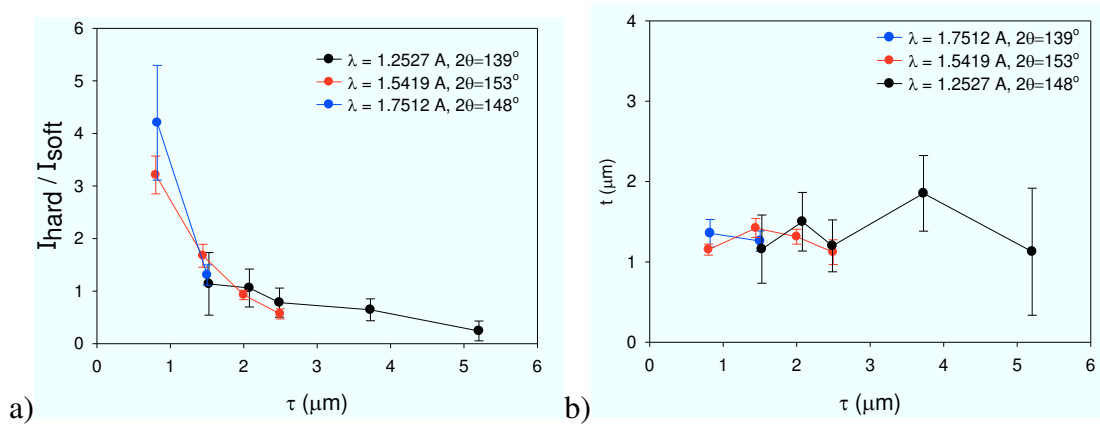 6
5
4
3
2
1
0
I_hard / I_soft
λ = 1.2527 A, 2θ=139°
λ = 1.5419 A, 2θ=153°
λ = 1.7512 A, 2θ=148°
0 1 2 3 4 5 6
τ (μm)
a)
4
3
2
1
0
t (μm)
λ = 1.7512 A, 2θ=139°
λ = 1.5419 A, 2θ=153°
λ = 1.2527 A, 2θ=148°
0 1 2 3 4 5 6
τ (μm)
b)